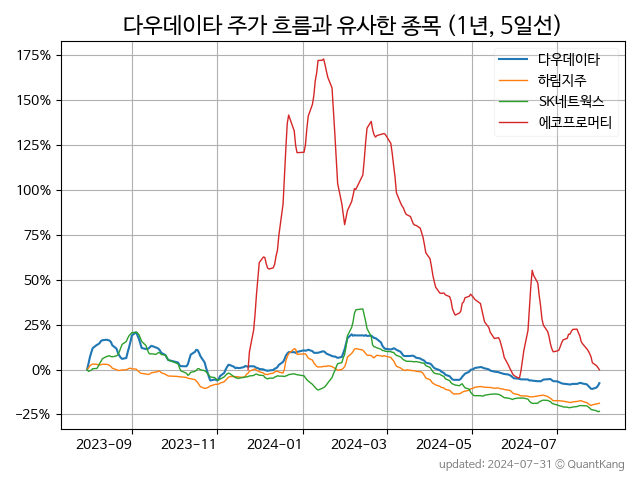 다우데이타 주가 흐름과 유사한 종목 (1년, 5일선)
다우데이타
하림지주
SK네트웍스
에코프로머티
175%
150%
125%
100%
75%
50%
25%
0%
−25%
2023-09 2023-11 2024-01 2024-03 2024-05 2024-07
updated: 2024-07-31 © QuantKang